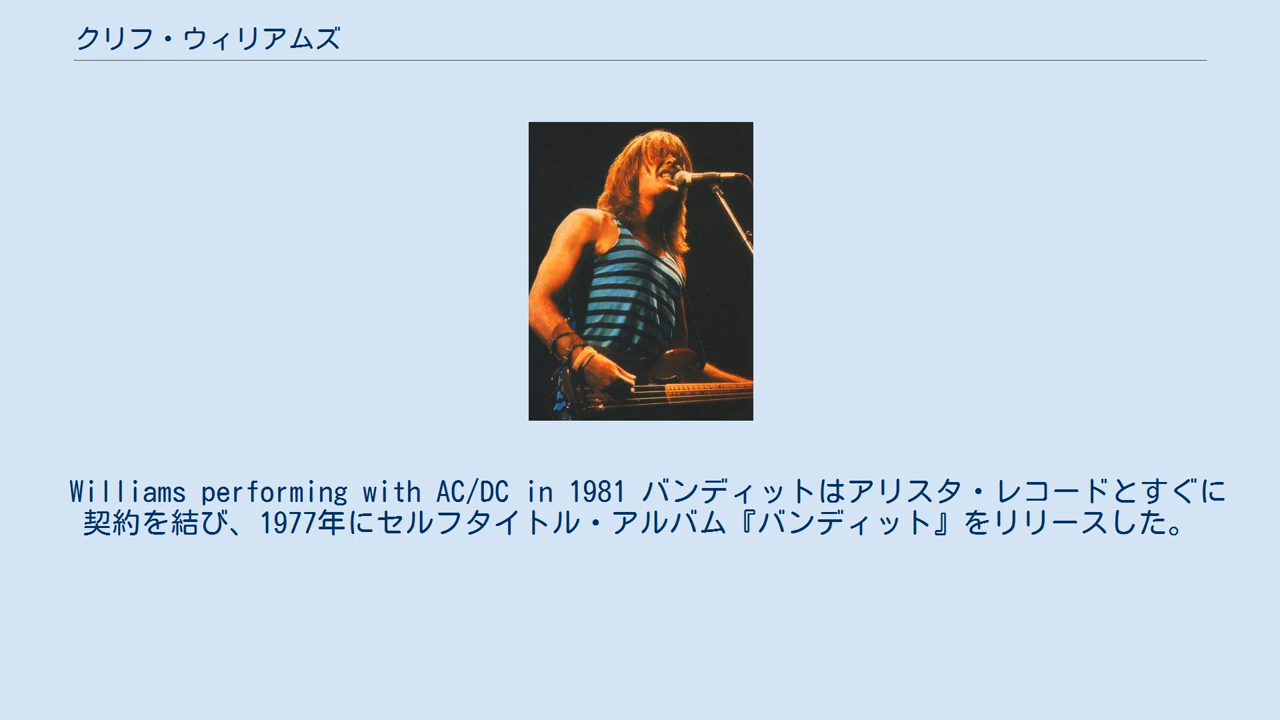 クリフ・ウィリアムズ
Williams performing with AC/DC in 1981 バンディットはアリスタ・レコードとすぐに
契約を結び、1977年にセルフタイトル・アルバム『バンディット』をリリースした。